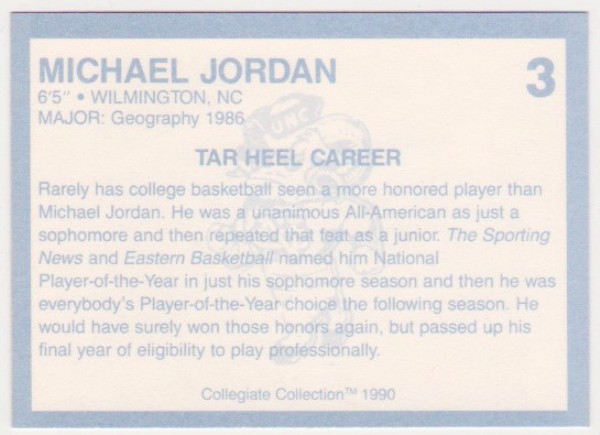 MICHAEL JORDAN 3
6'5" • WILMINGTON, NC
MAJOR: Geography 1986
UNC
TAR HEEL CAREER
Rarely has college basketball seen a more honored player than
Michael Jordan. He was a unanimous All-American as just a
sophomore and then repeated that feat as a junior. The Sporting
News and Eastern Basketball named him National
Player-of-the-Year in just his sophomore season and then he was
everybody's Player-of-the-Year choice the following season. He
would have surely won those honors again, but passed up his
final year of eligibility to play professionally.
Collegiate Collection™ 1990